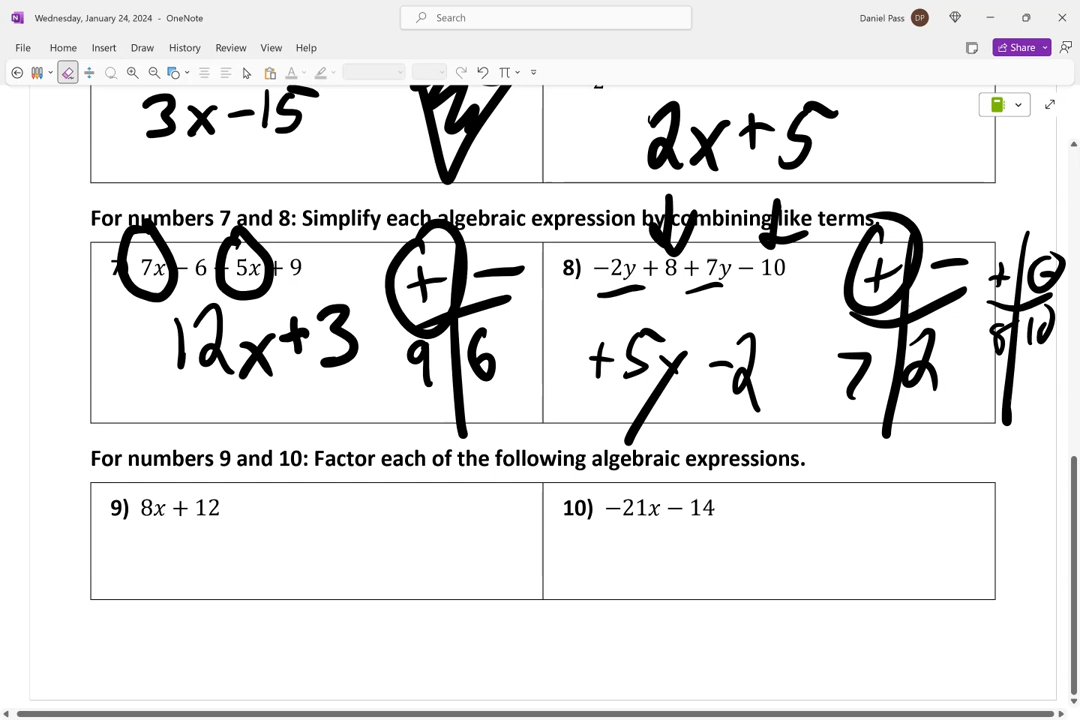 Wednesday, January 24, 2024 - OneNote
Search
Daniel Pass DP
File Home Insert Draw History Review View Help Share
3x-15
2x+5
For numbers 7 and 8: Simplify each algebraic expression by combining like terms.
7x − 6 5x + 9
+ −
8) −2y + 8 + 7y − 10
+ −
+
12x+3
9 6
+5y -2
7 2
8 10
For numbers 9 and 10: Factor each of the following algebraic expressions.
9) 8x + 12
10) −21x − 14